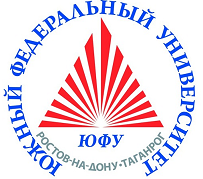 ЮЖНЫЙ ФЕДЕРАЛЬНЫЙ УНИВЕРСИТЕТ
ЮФУ
РОСТОВ-НА-ДОНУ•ТАГАНРОГ